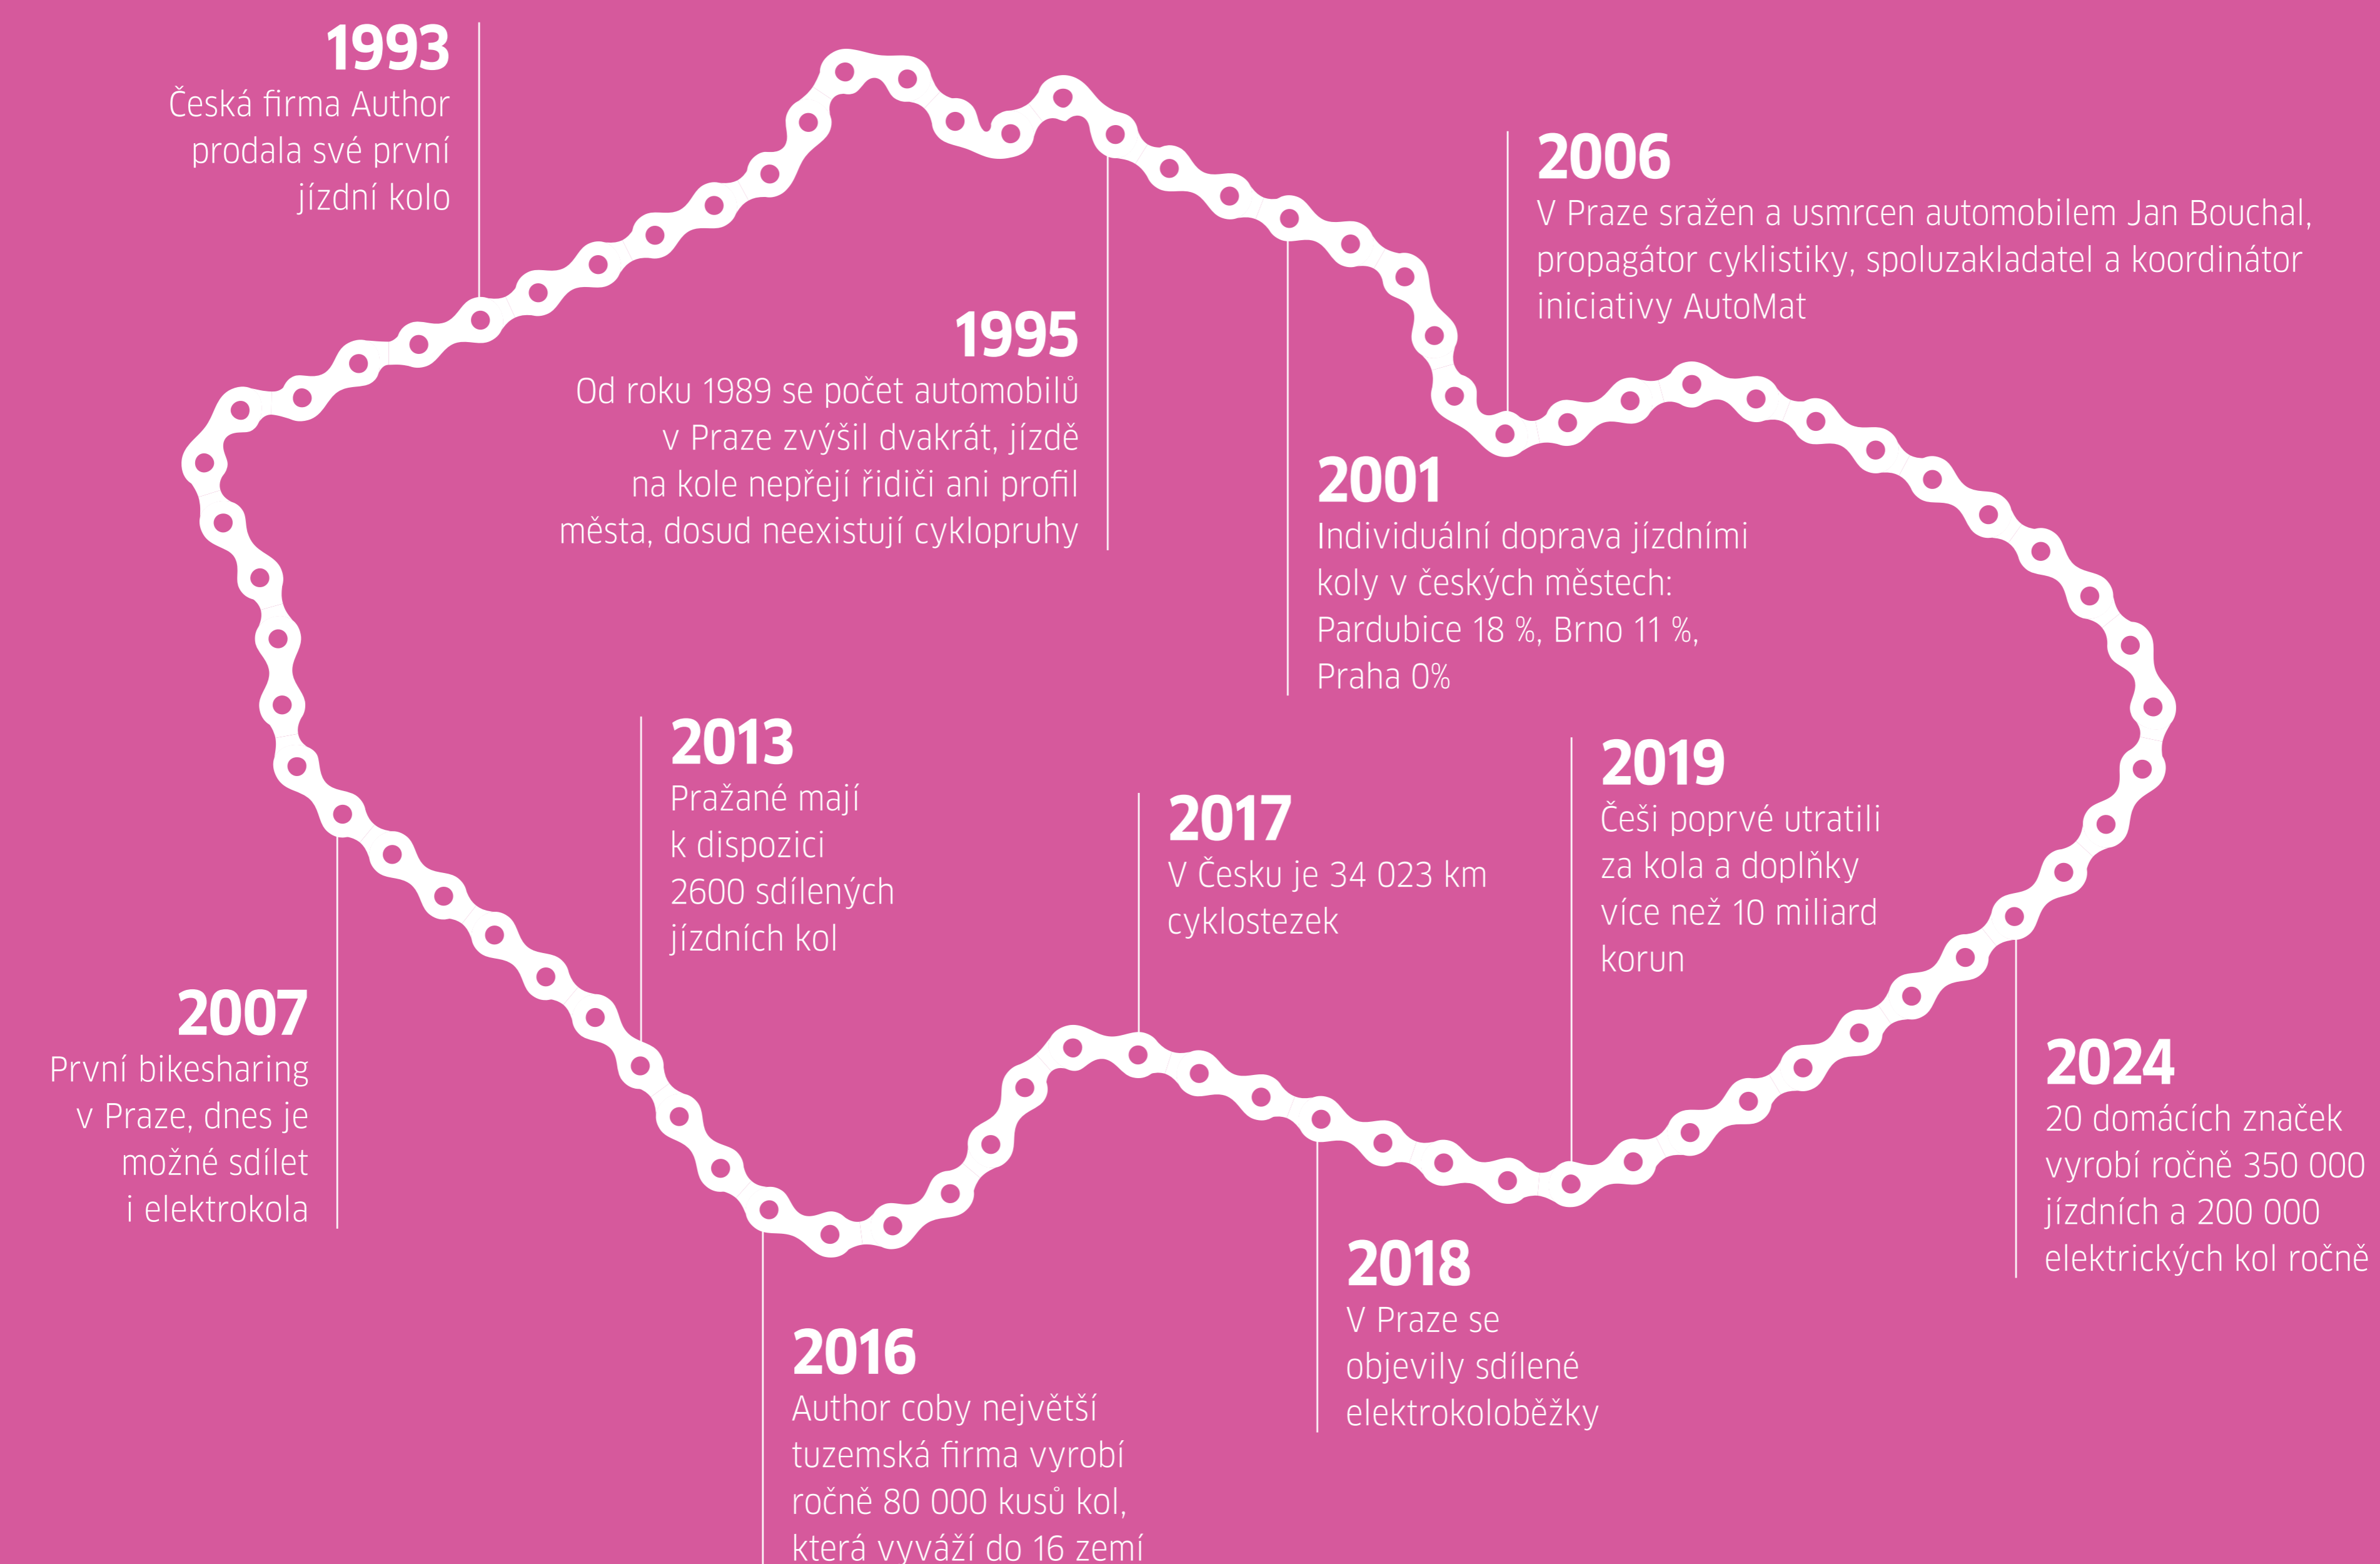 1993
Česká firma Author
prodala své první
jízdní kolo
1995
Od roku 1989 se počet automobilů
v Praze zvýšil dvakrát, jízdě
na kole nepřejí řidiči ani profil
města, dosud neexistují cyklopruhy
2001
Individuální doprava jízdními
koly v českých městech:
Pardubice 18 %, Brno 11 %,
Praha 0%
2006
V Praze sražen a usmrcen automobilem Jan Bouchal,
propagátor cyklistiky, spoluzakladatel a koordinátor
iniciativy AutoMat
2007
První bikesharing
v Praze, dnes je
možné sdílet
i elektrokola
2013
Pražané mají
k dispozici
2600 sdílených
jízdních kol
2016
Author coby největší
tuzemská firma vyrobí
ročně 80 000 kusů kol,
která vyváží do 16 zemí
2017
V Česku je 34 023 km
cyklostezek
2018
V Praze se
objevily sdílené
elektrokoloběžky
2019
Češi poprvé utratili
za kola a doplňky
více než 10 miliard
korun
2024
20 domácích značek
vyrobí ročně 350 000
jízdních a 200 000
elektrických kol ročně